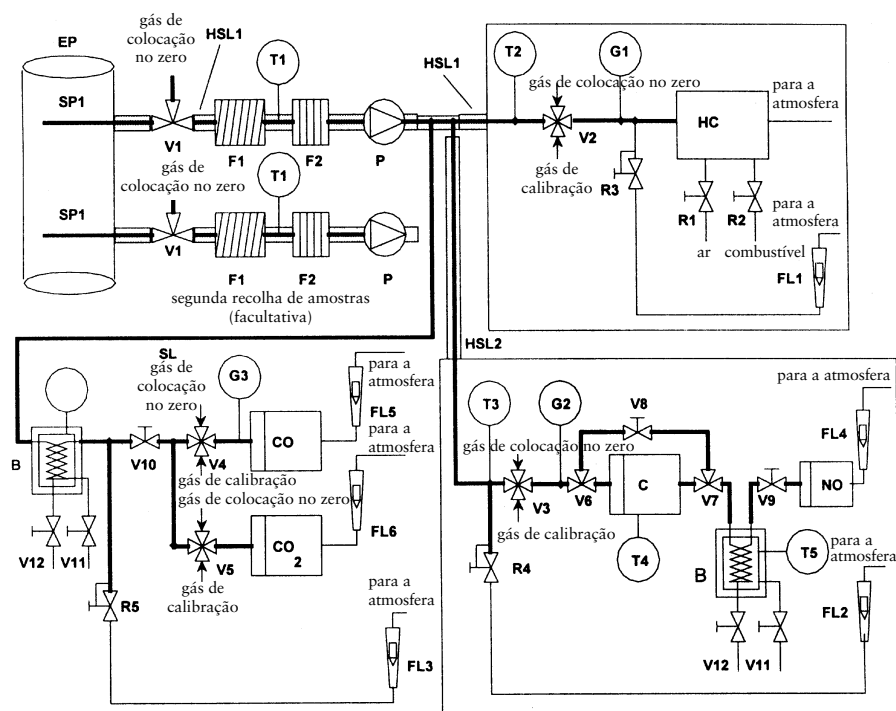 EP
gás de
colocação
no zero
HSL1
T1
SP1
V1
F1
F2
P
gás de
colocação no zero
T1
SP1
V1
F1
F2
P
segunda recolha de amostras
(facultativa)
HSL1
T2
gás de colocação no zero
G1
V2
gás de
calibração
HC
para a
atmosfera
R3
R1
R2
ar
combustível
para a
atmosfera
FL1
HSL2
SL
gás de
colocação
no zero
G3
para a
atmosfera
FL5
CO
B
V10
V4
gás de calibração
gás de colocação no zero
para a
atmosfera
FL6
CO2
V5
gás de
calibração
V12
V11
R5
para a
atmosfera
FL3
T3
G2
V8
gás de colocação no zero
para a atmosfera
FL4
V3
V6
C
V7
V9
NO
gás de calibração
T4
R4
B
T5
para a
atmosfera
FL2
V12
V11